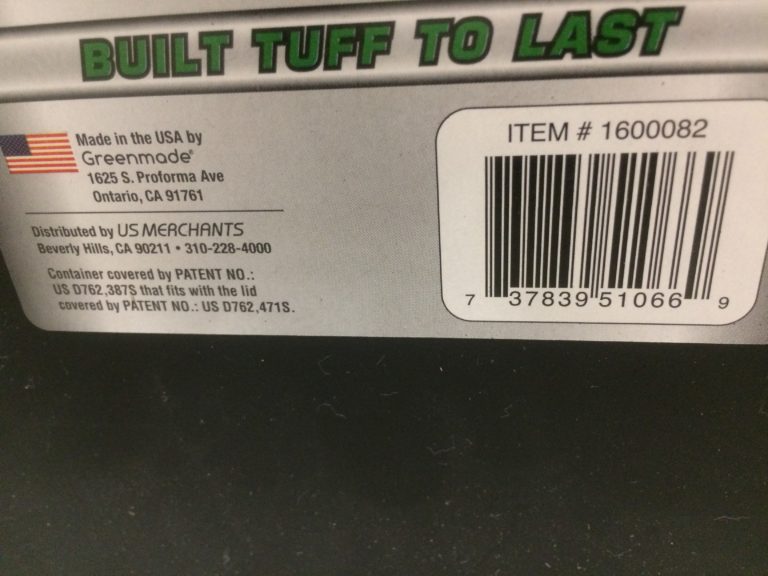 BUILT TUFF TO LAST
Made in the USA by
Greenmade®
1625 S. Proforma Ave
Ontario, CA 91761
Distributed by US MERCHANTS
Beverly Hills, CA 90211 • 310-228-4000
Container covered by PATENT NO.:
US D762,387S that fits with the lid
covered by PATENT NO.: US D762,471S.
ITEM # 1600082
7 37839 51066 9